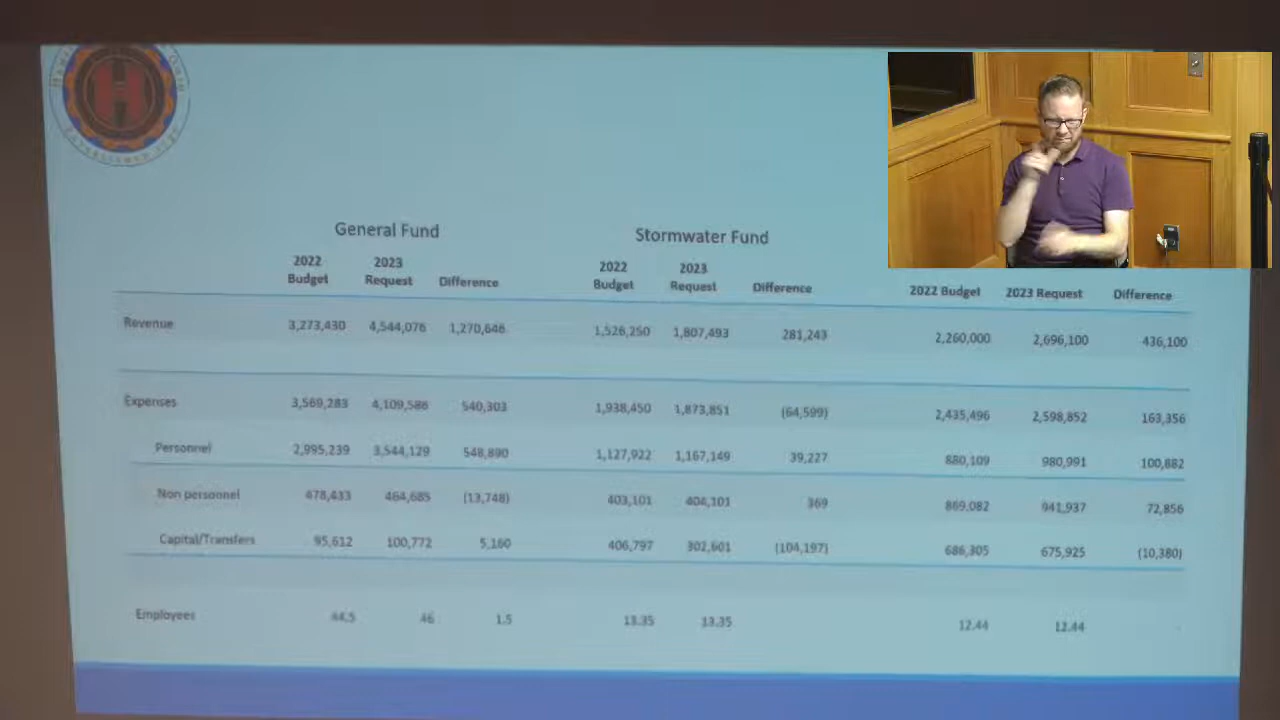 H
General Fund
Stormwater Fund
2022 Budget 2023 Request Difference 2022 Budget 2023 Request Difference 2022 Budget 2023 Request Difference
Revenue 3,273,430 4,544,076 1,270,646 1,526,250 1,807,493 281,243 2,260,000 2,696,100 436,100
Expenses 3,569,283 4,109,586 540,303 1,938,450 1,873,851 (64,599) 2,435,496 2,598,852 163,356
Personnel 2,995,239 3,544,129 548,890 1,127,922 1,167,149 39,227 880,109 980,991 100,882
Non personnel 478,433 464,685 (13,748) 403,101 404,101 369 869,082 941,937 72,856
Capital/Transfers 95,612 100,772 5,160 406,797 302,601 (104,197) 686,305 675,925 (10,380)
Employees 44.5 46 1.5 13.35 13.35 12.44 12.44